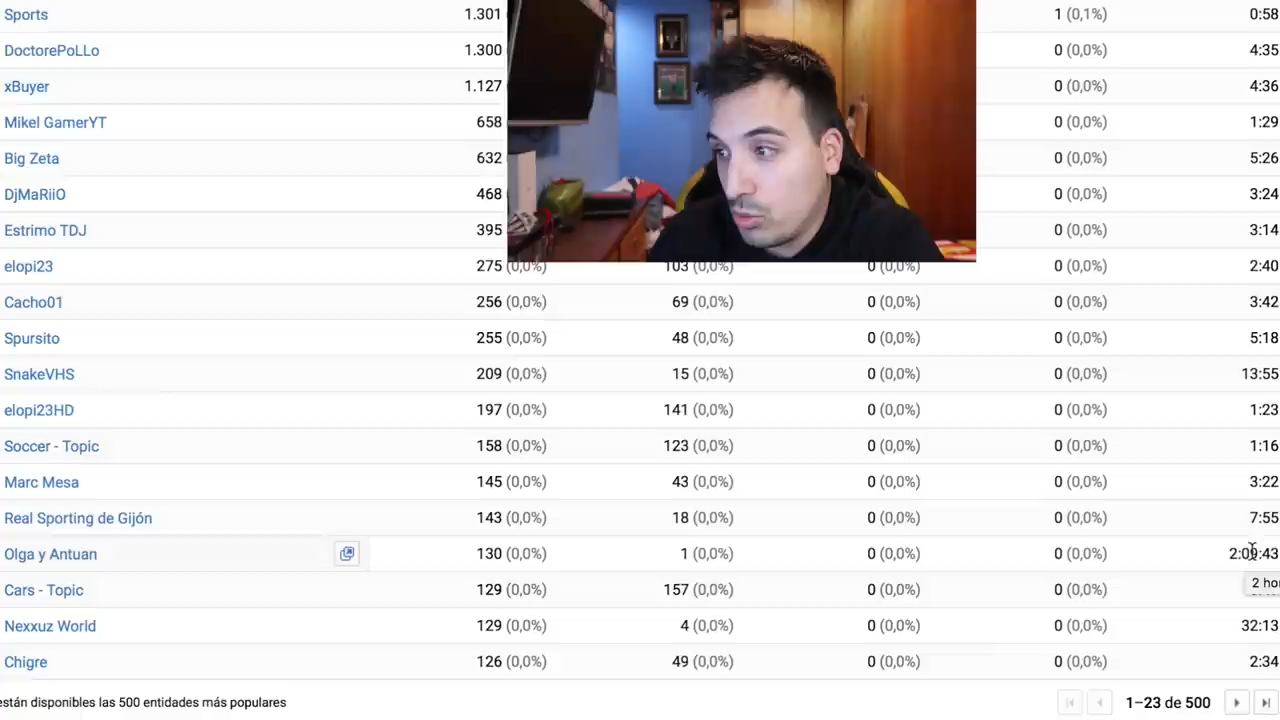 Sports 1.301 1 (0,1%) 0:58
DoctorePoLLo 1.300 0 (0,0%) 4:35
xBuyer 1.127 0 (0,0%) 4:36
Mikel GamerYT 658 0 (0,0%) 1:29
Big Zeta 632 0 (0,0%) 5:26
DjMaRiiO 468 0 (0,0%) 3:24
Estrimo TDJ 395 0 (0,0%) 3:14
elopi23 275 (0,0%) 103 (0,0%) 0 (0,0%) 0 (0,0%) 2:40
Cacho01 256 (0,0%) 69 (0,0%) 0 (0,0%) 0 (0,0%) 3:42
Spursito 255 (0,0%) 48 (0,0%) 0 (0,0%) 0 (0,0%) 5:18
SnakeVHS 209 (0,0%) 15 (0,0%) 0 (0,0%) 0 (0,0%) 13:55
elopi23HD 197 (0,0%) 141 (0,0%) 0 (0,0%) 0 (0,0%) 1:23
Soccer - Topic 158 (0,0%) 123 (0,0%) 0 (0,0%) 0 (0,0%) 1:16
Marc Mesa 145 (0,0%) 43 (0,0%) 0 (0,0%) 0 (0,0%) 3:22
Real Sporting de Gijón 143 (0,0%) 18 (0,0%) 0 (0,0%) 0 (0,0%) 7:55
Olga y Antuan 130 (0,0%) 1 (0,0%) 0 (0,0%) 0 (0,0%) 2:09:43
Cars - Topic 129 (0,0%) 157 (0,0%) 0 (0,0%) 0 (0,0%)
2
Nexxuz World 129 (0,0%) 4 (0,0%) 0 (0,0%) 0 (0,0%) 32:13
Chigre 126 (0,0%) 49 (0,0%) 0 (0,0%) 0 (0,0%) 2:34
están disponibles las 500 entidades más populares 1–23 de 500